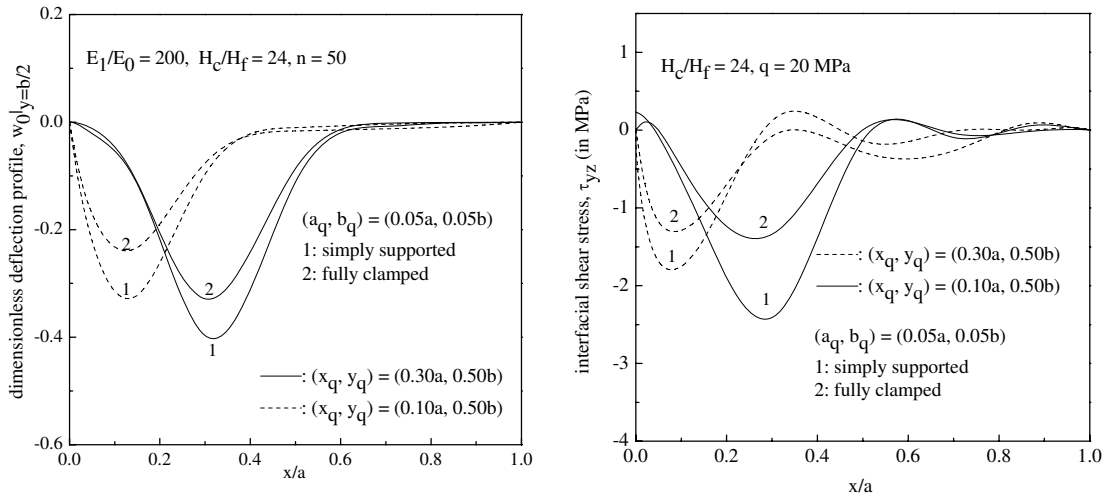 0.2
0.0
-0.2
-0.4
-0.6
dimensionless deflection profile, w0|y=b/2
E1/E0 = 200, Hc/Hf = 24, n = 50
2
1
2
1
(aq, bq) = (0.05a, 0.05b)
1: simply supported
2: fully clamped
: (xq, yq) = (0.30a, 0.50b)
: (xq, yq) = (0.10a, 0.50b)
0.0 0.2 0.4 0.6 0.8 1.0
x/a
1
0
-1
-2
-3
-4
interfacial shear stress, τyz (in MPa)
Hc/Hf = 24, q = 20 MPa
2
1
2
1
: (xq, yq) = (0.30a, 0.50b)
: (xq, yq) = (0.10a, 0.50b)
(aq, bq) = (0.05a, 0.05b)
1: simply supported
2: fully clamped
0.0 0.2 0.4 0.6 0.8 1.0
x/a